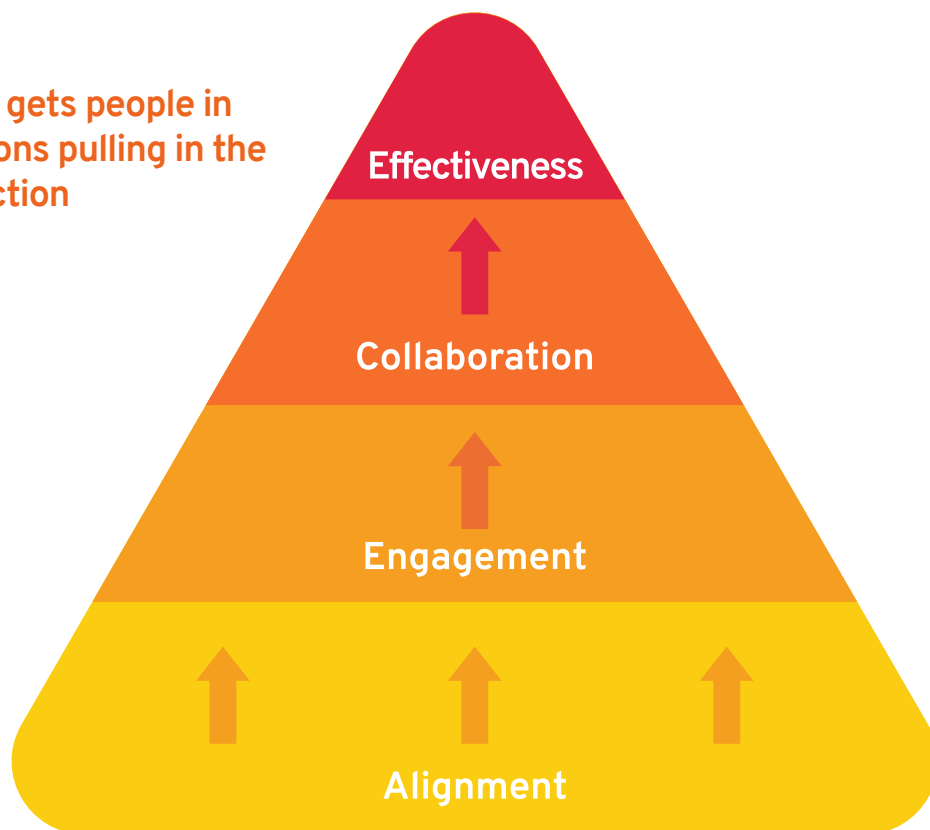 gets people in
ons pulling in the
ction
Effectiveness
Collaboration
Engagement
Alignment